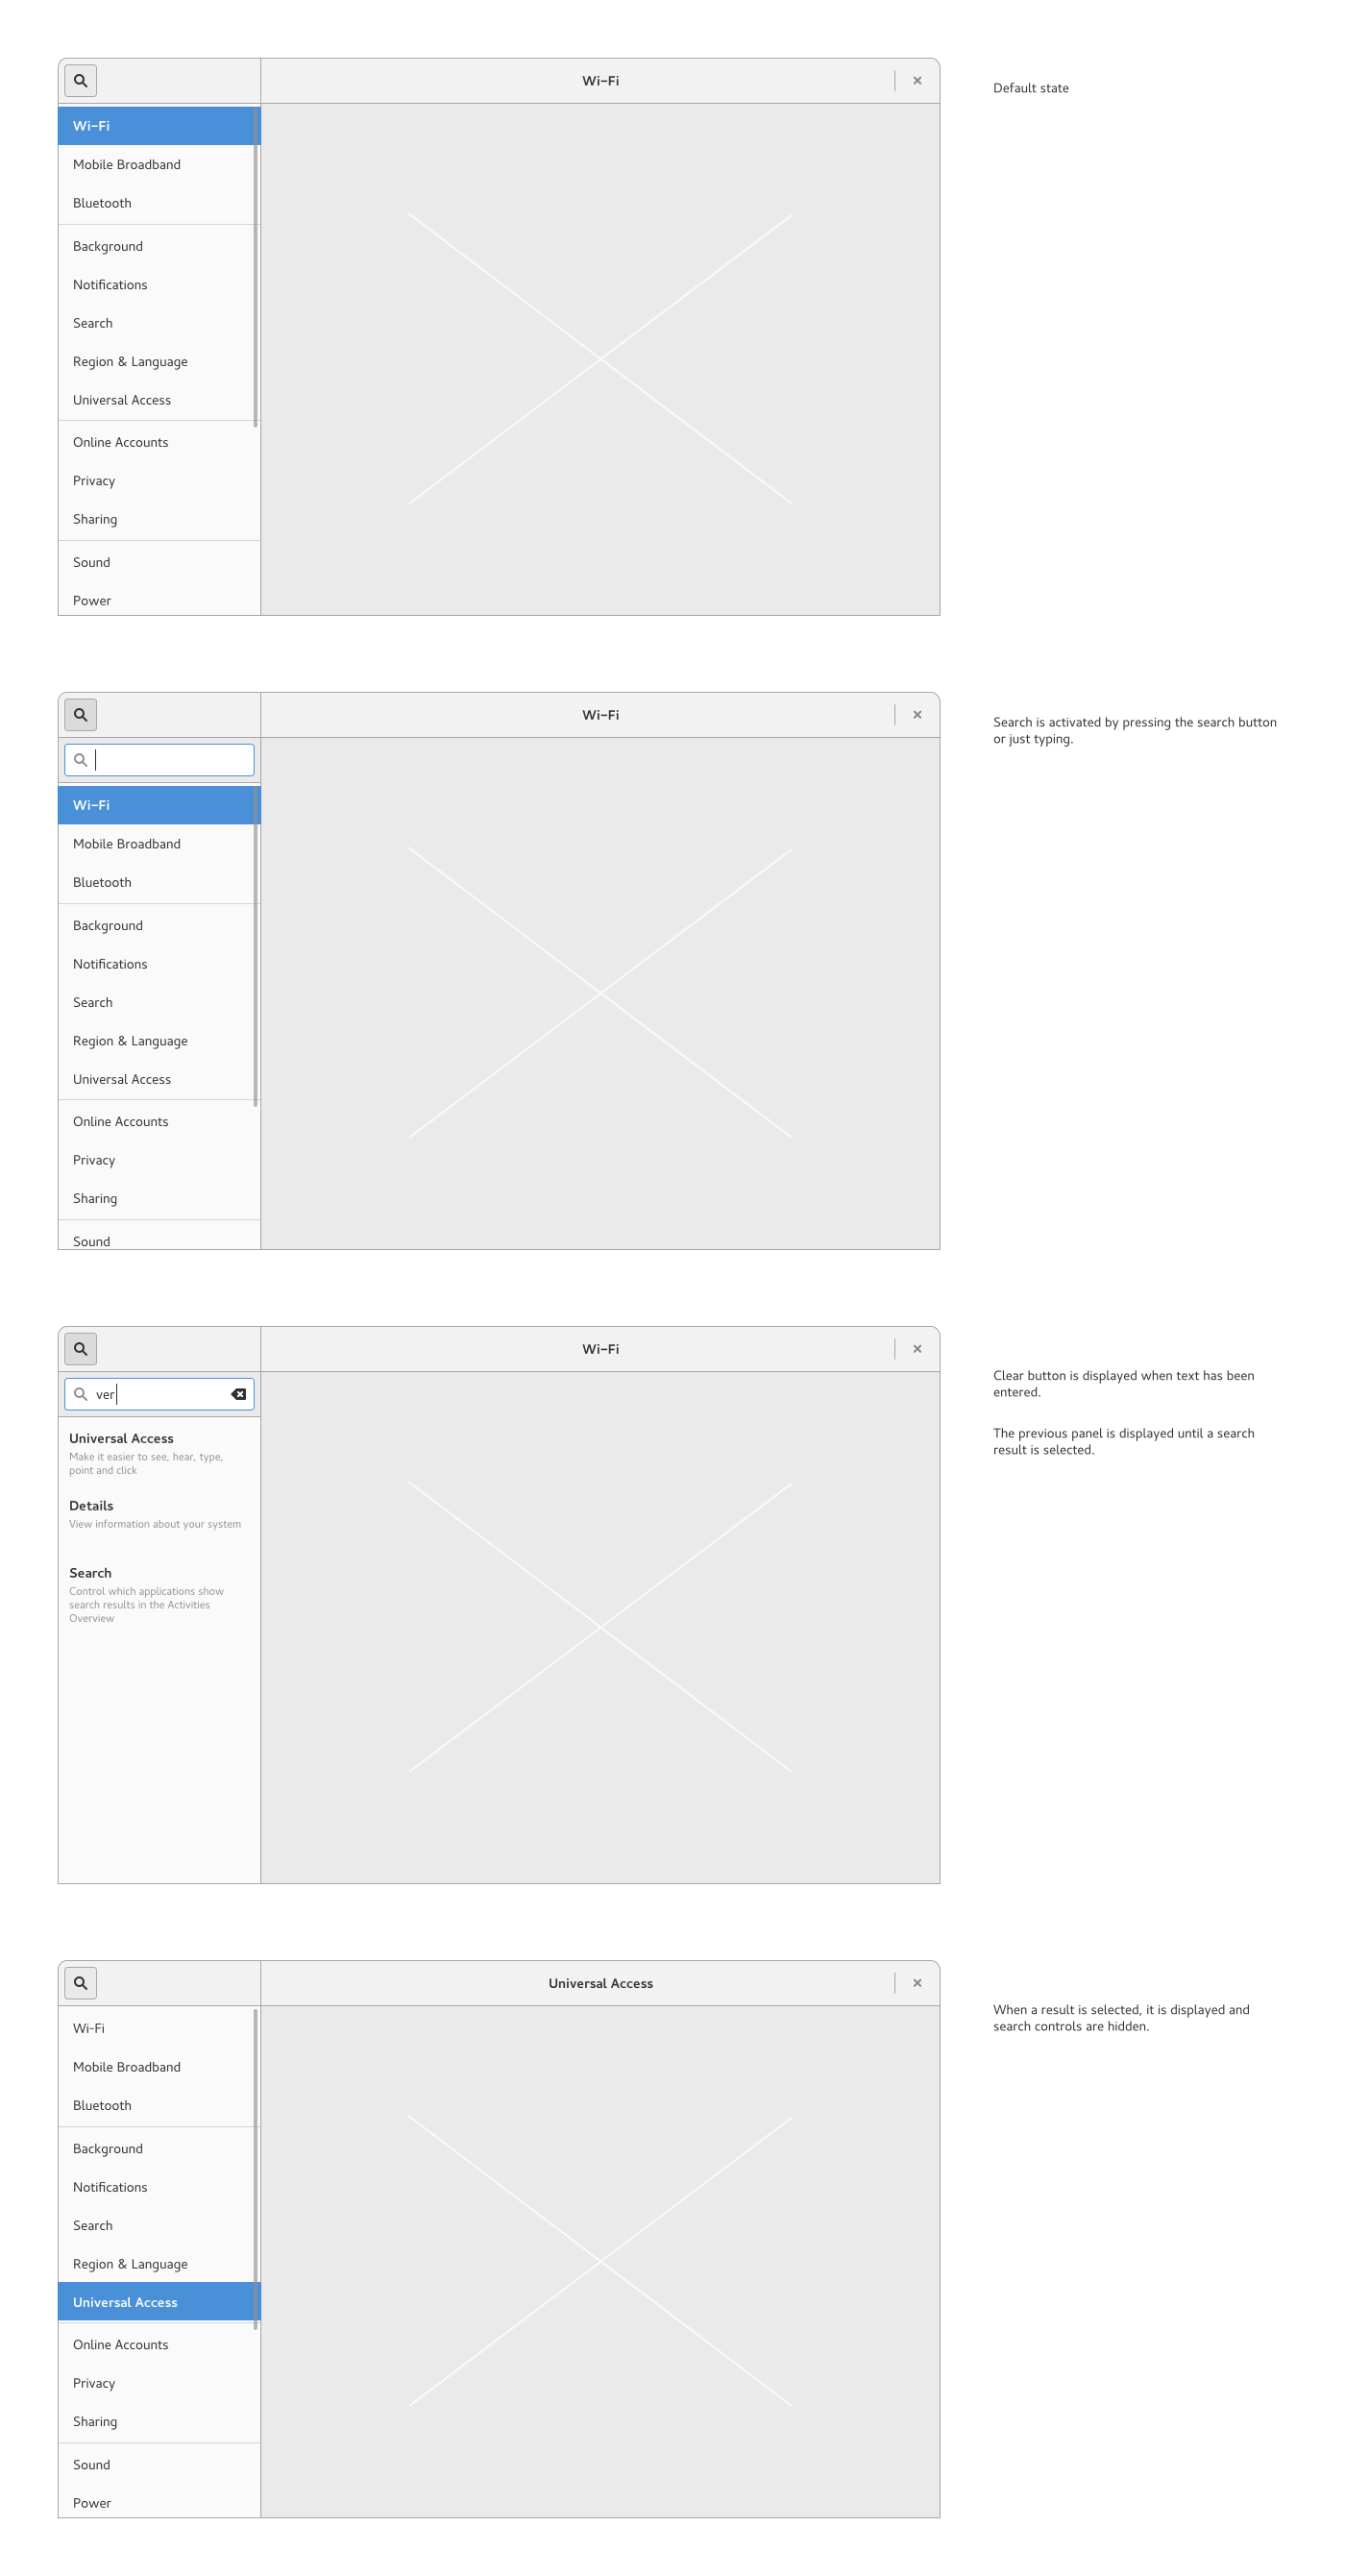 Wi-Fi
Default state
Wi-Fi
Mobile Broadband
Bluetooth
Background
Notifications
Search
Region & Language
Universal Access
Online Accounts
Privacy
Sharing
Sound
Power
Wi-Fi
Search is activated by pressing the search button
or just typing.
Wi-Fi
Mobile Broadband
Bluetooth
Background
Notifications
Search
Region & Language
Universal Access
Online Accounts
Privacy
Sharing
Sound
Wi-Fi
Clear button is displayed when text has been
entered.
The previous panel is displayed until a search
result is selected.
ver
Universal Access
Make it easier to see, hear, type,
point and click
Details
View information about your system
Search
Control which applications show
search results in the Activities
Overview
Universal Access
When a result is selected, it is displayed and
search controls are hidden.
Wi-Fi
Mobile Broadband
Bluetooth
Background
Notifications
Search
Region & Language
Universal Access
Online Accounts
Privacy
Sharing
Sound
Power